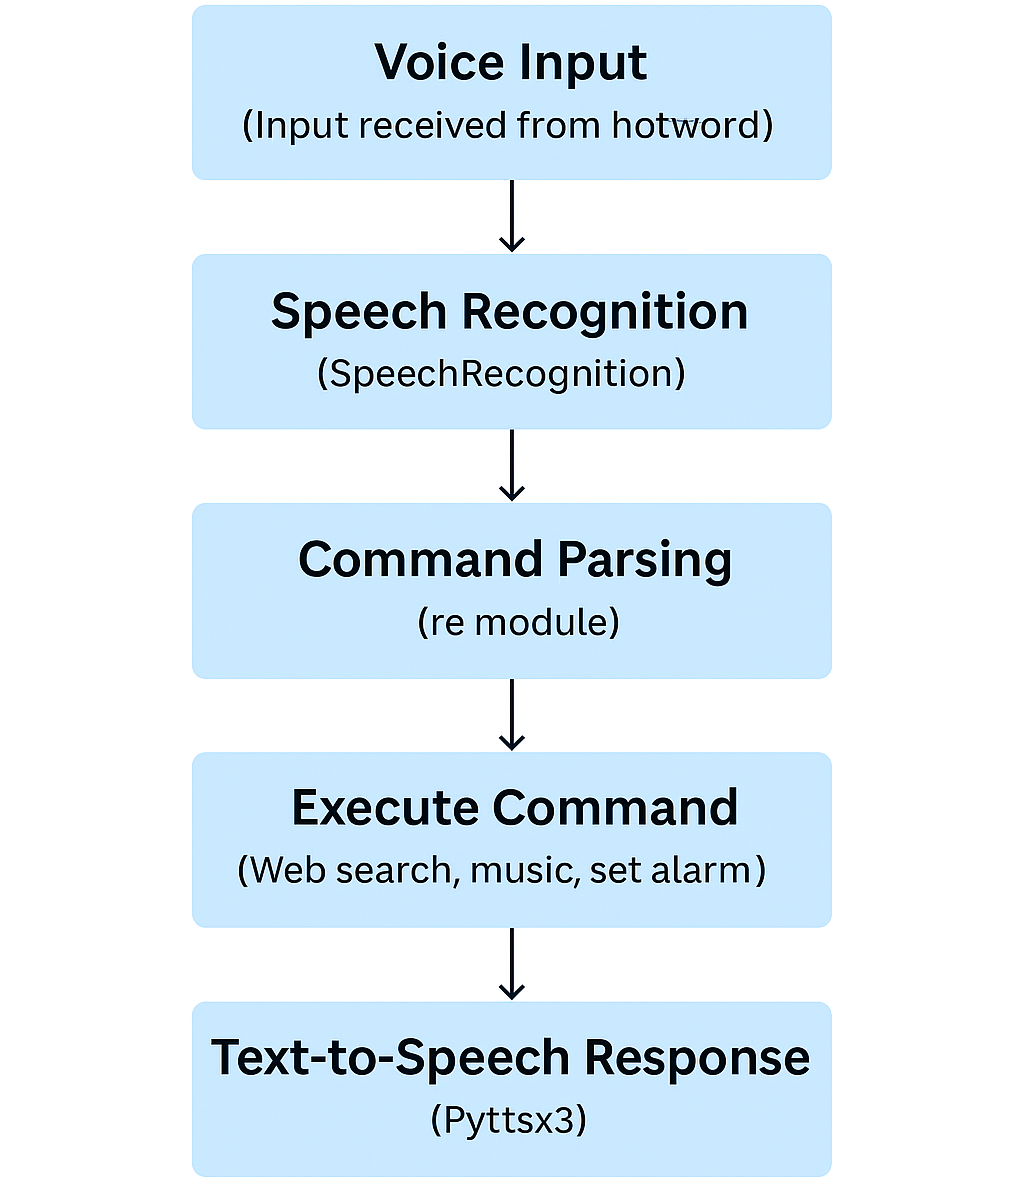 Voice Input
(Input received from hotword)
Speech Recognition
(SpeechRecognition)
Command Parsing
(re module)
Execute Command
(Web search, music, set alarm)
Text-to-Speech Response
(Pyttsx3)